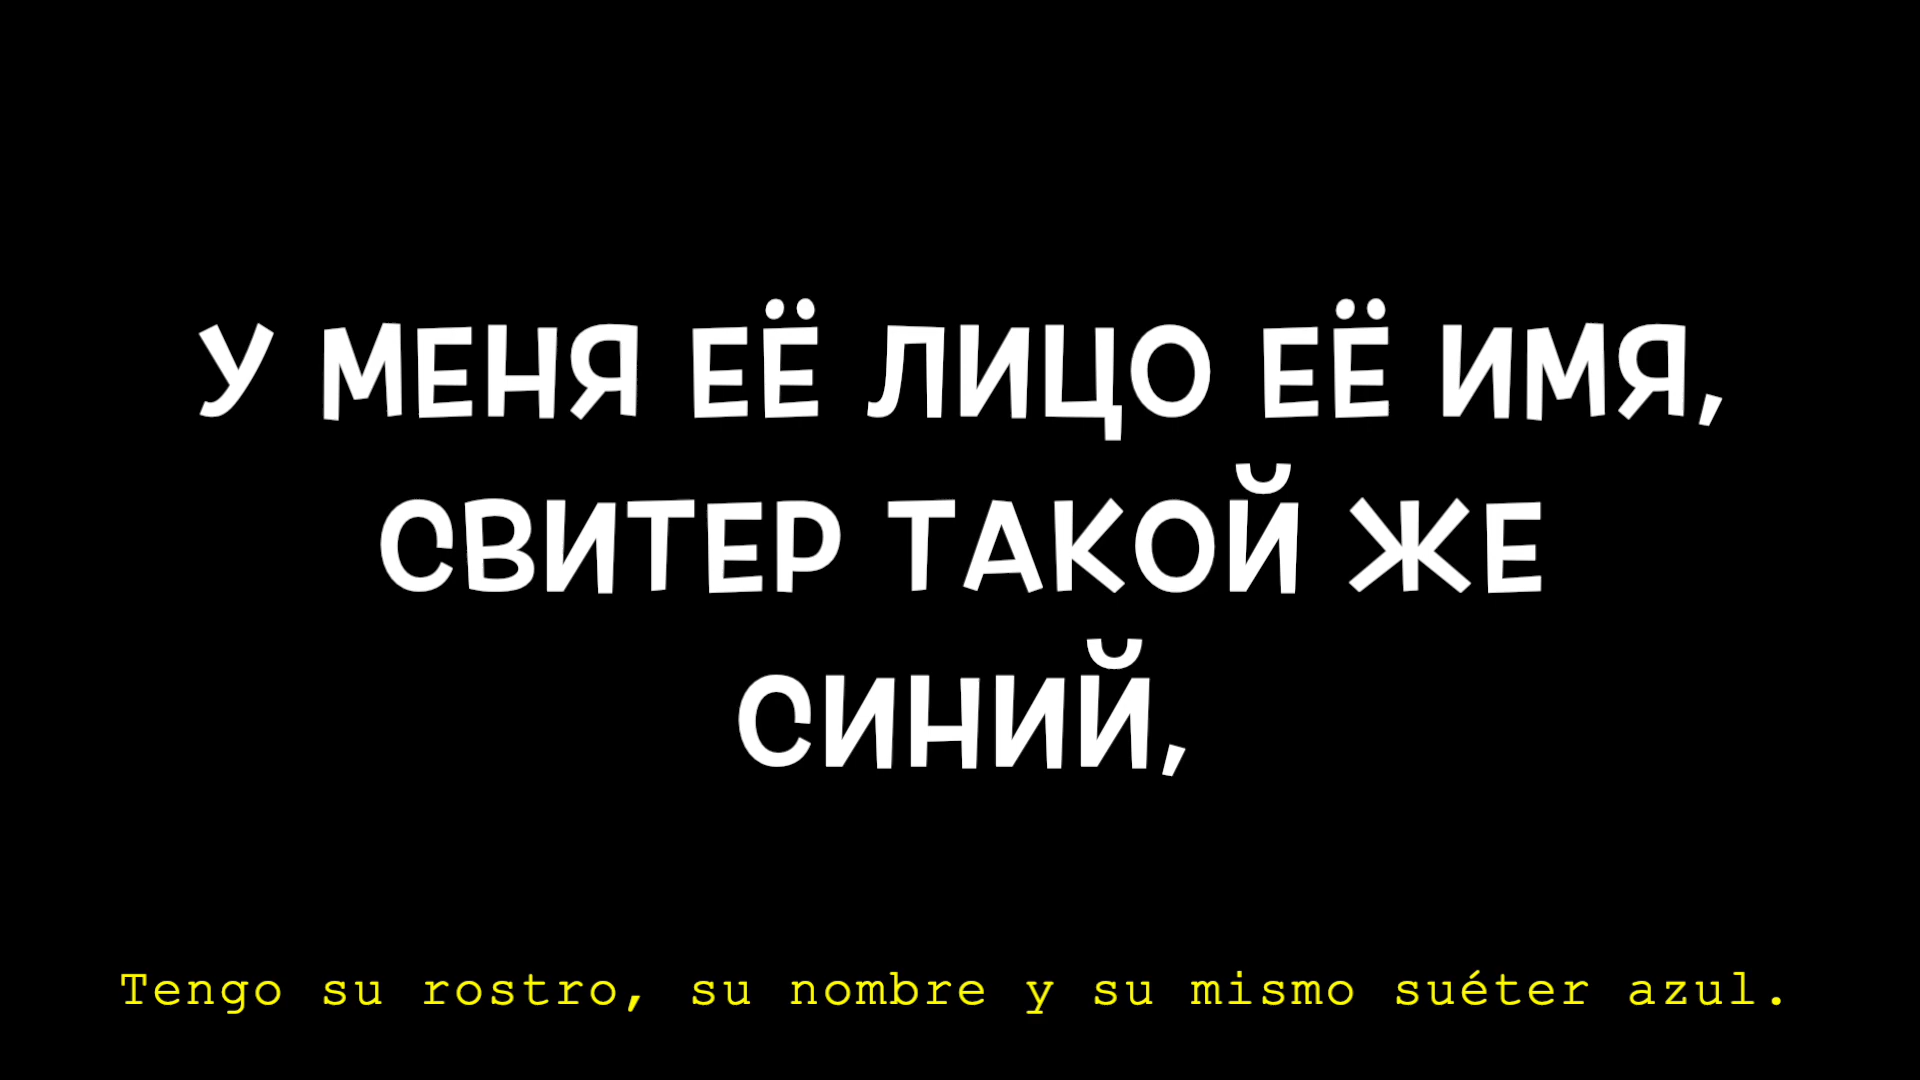 У МЕНЯ ЕЁ ЛИЦО ЕЁ ИМЯ,
СВИТЕР ТАКОЙ ЖЕ
СИНИЙ,
Tengo su rostro, su nombre y su mismo suéter azul.